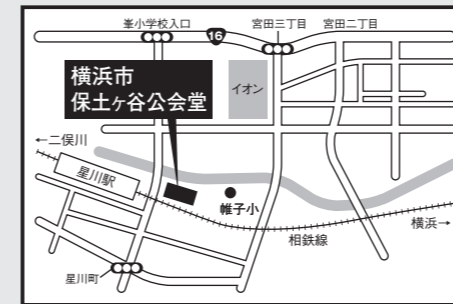 峯小学校入口
16
宮田三丁目
宮田二丁目
横浜市
保土ヶ谷公会堂
イオン
←二俣川
星川駅
帷子小
横浜→
相鉄線
星川町